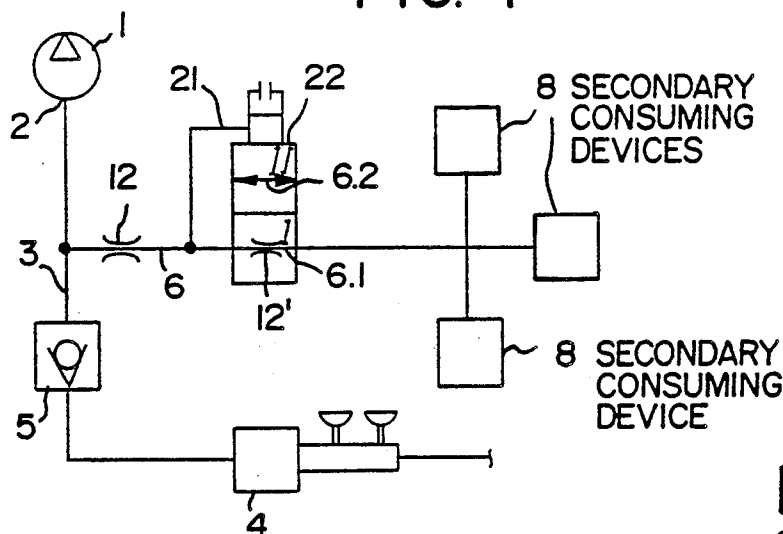 FIG. 1
1
2
21
22
8 SECONDARY
CONSUMING
DEVICES
6.2
12
3
6
6.1
12'
5
8 SECONDARY
CONSUMING
DEVICE
4